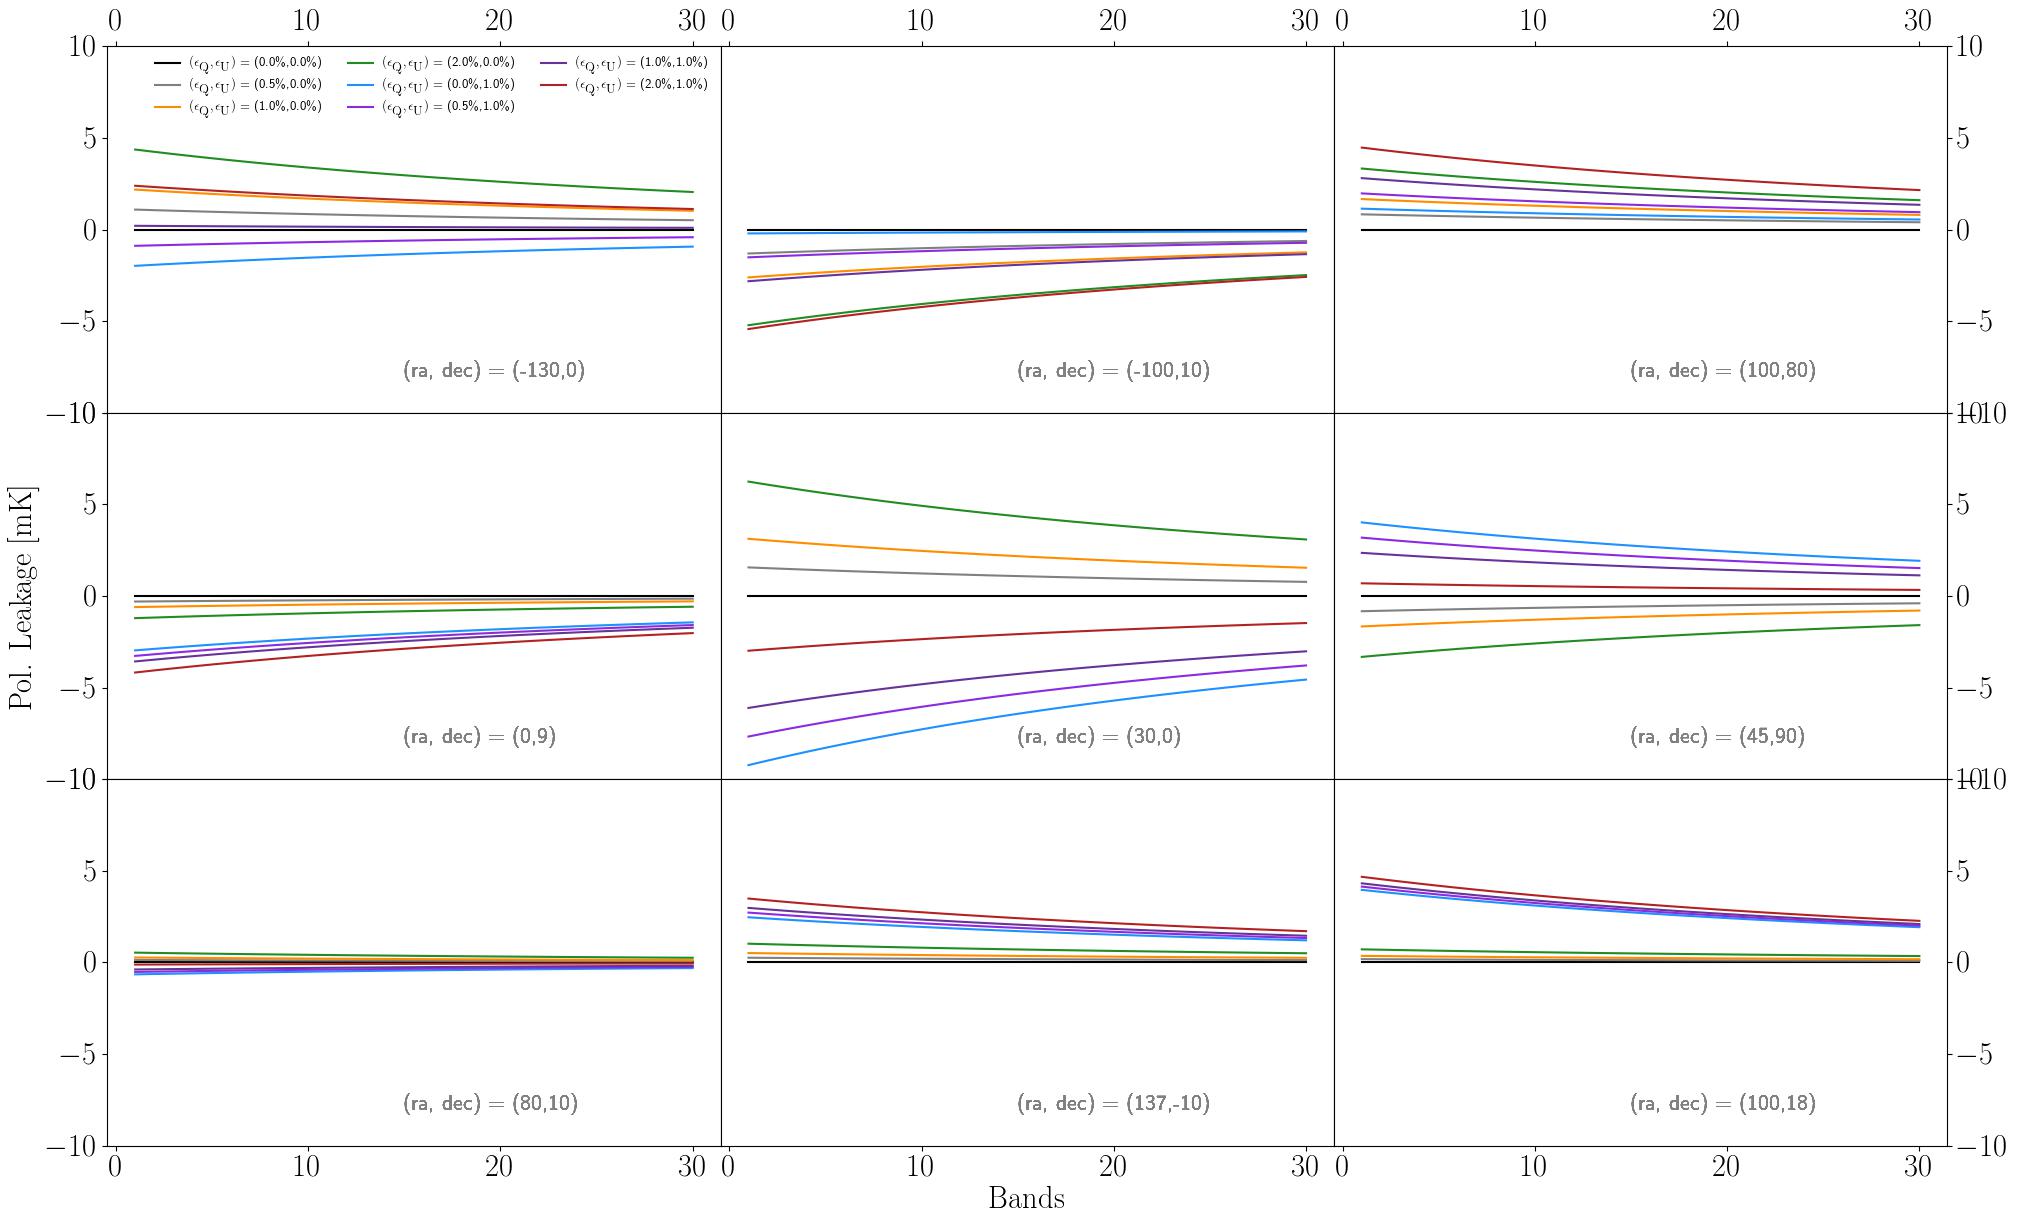 0 10 20 30 0 10 20 30 0 10 20 30
10 10
(ϵQ, ϵU) = (0.0%,0.0%) (ϵQ, ϵU) = (2.0%,0.0%) (ϵQ, ϵU) = (1.0%,1.0%)
(ϵQ, ϵU) = (0.5%,0.0%) (ϵQ, ϵU) = (0.0%,1.0%) (ϵQ, ϵU) = (2.0%,1.0%)
(ϵQ, ϵU) = (1.0%,0.0%) (ϵQ, ϵU) = (0.5%,1.0%)
5 5
0 0
−5 −5
(ra, dec) = (-130,0) (ra, dec) = (-100,10) (ra, dec) = (100,80)
−10 −10 10
5 5
Pol. Leakage [mK]
0 0
−5 −5
(ra, dec) = (0,9) (ra, dec) = (30,0) (ra, dec) = (45,90)
−10 −10 10
5 5
0 0
−5 −5
(ra, dec) = (80,10) (ra, dec) = (137,-10) (ra, dec) = (100,18)
−10 −10
0 10 20 30 0 10 20 30 0 10 20 30
Bands